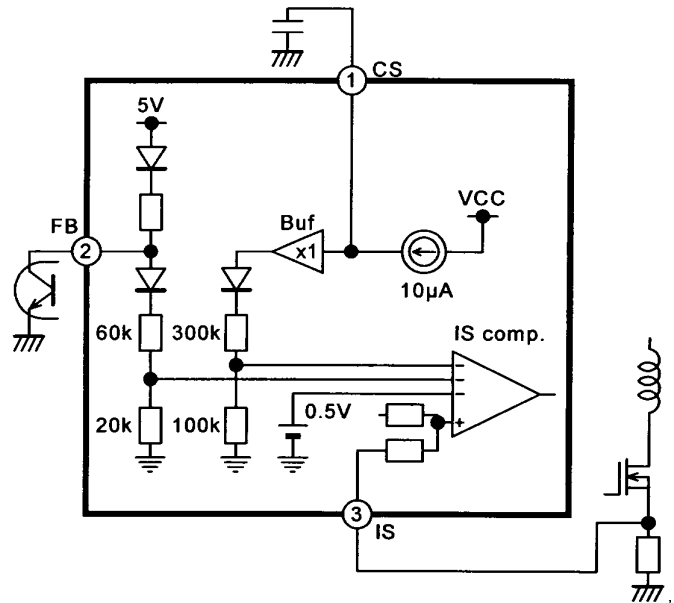 1 CS
5V
VCC
FB
2
Buf
x1
10μA
60k 300k
IS comp.
20k 100k
0.5V
−
−
−
+
3
IS